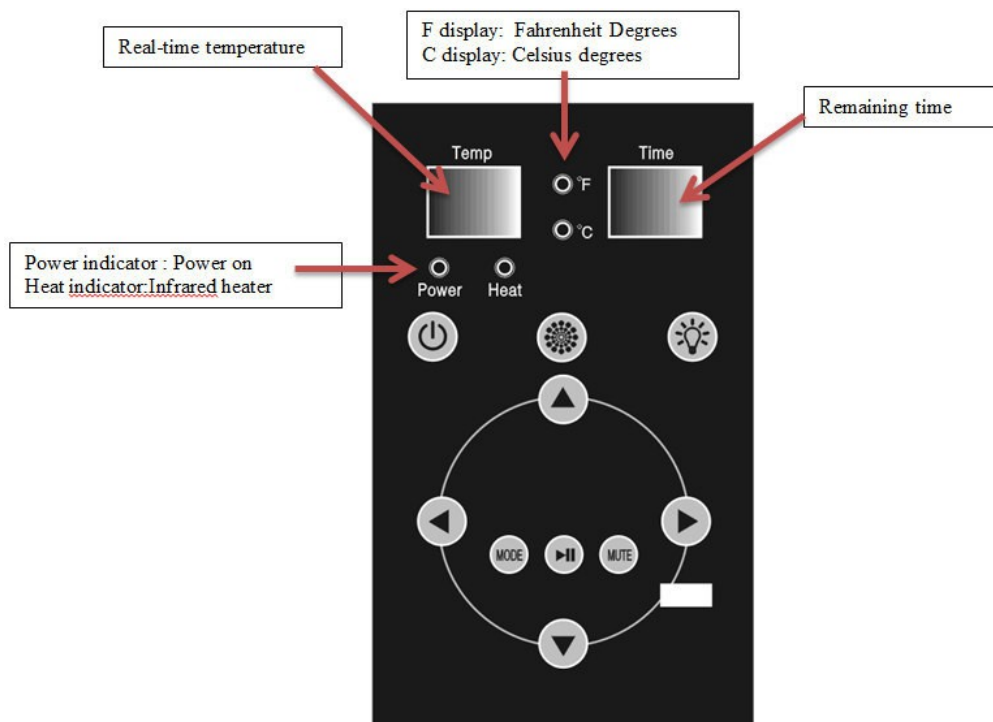 F display:  Fahrenheit Degrees
C display: Celsius degrees
Real-time temperature
Remaining time
Temp
Time
°F
°C
Power indicator : Power on
Heat indicator:Infrared heater
Power
Heat
MODE
MUTE